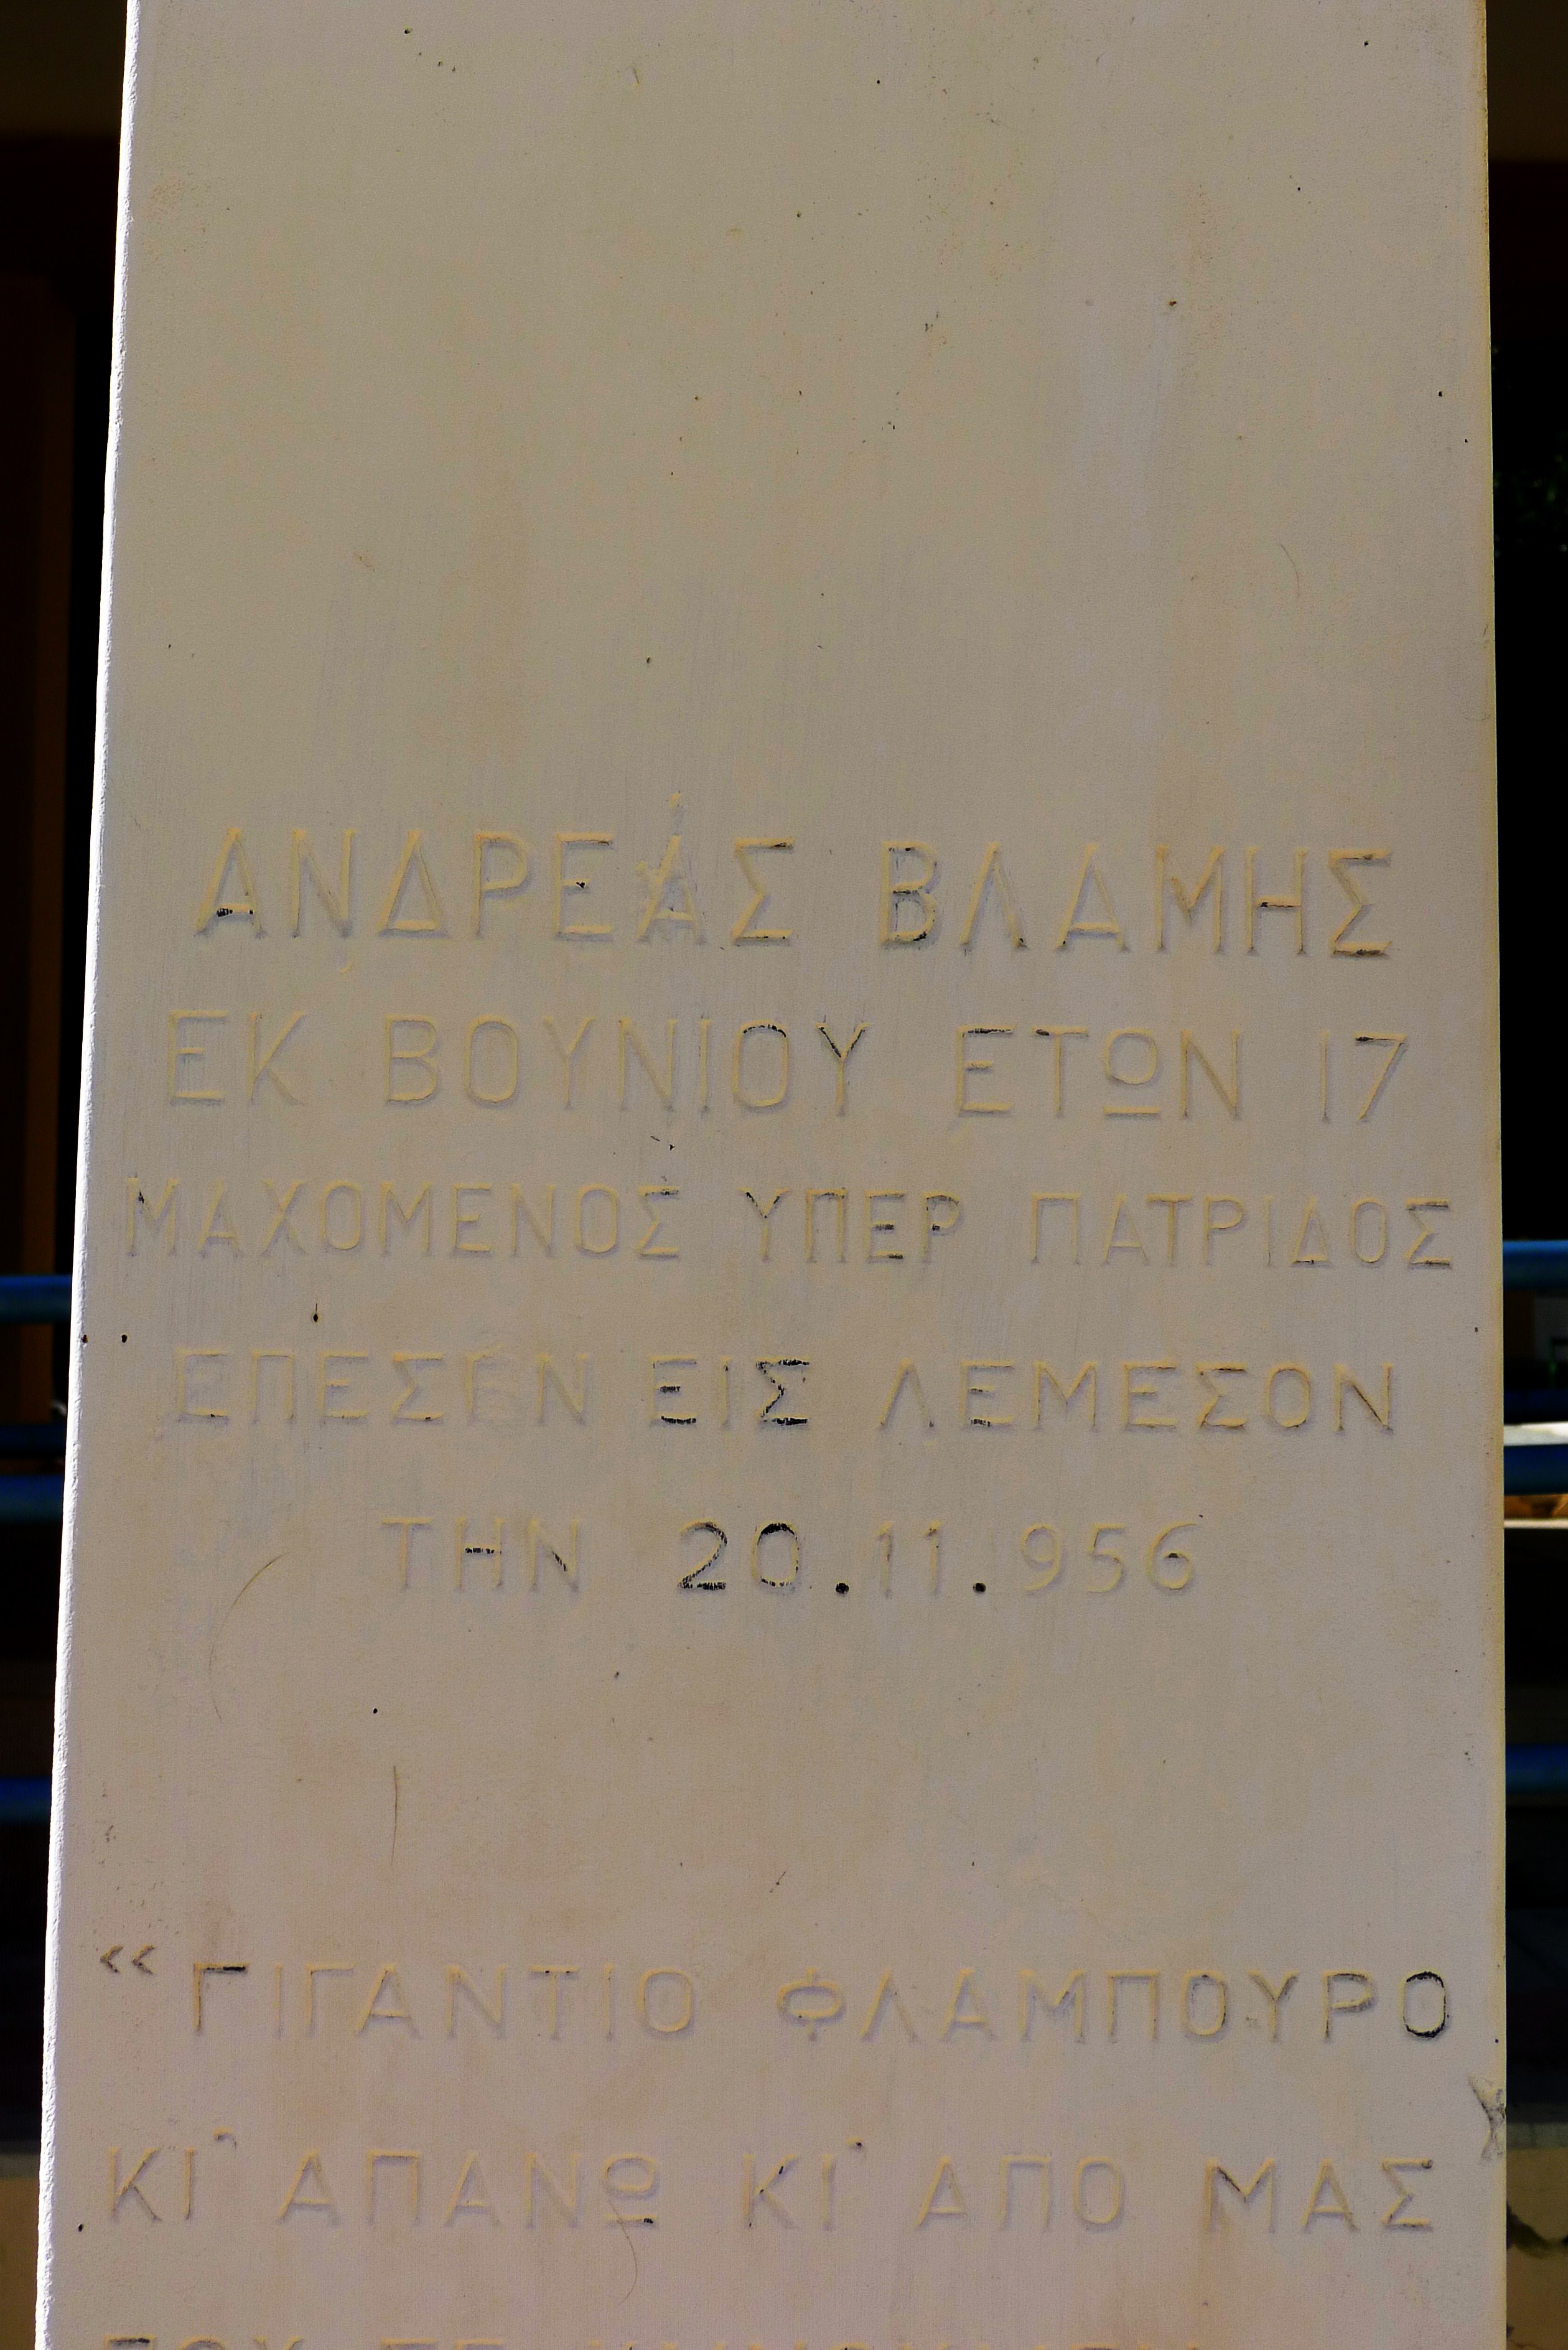 ΑΝΔΡΕΑΣ ΒΛΑΜΗΣ
ΕΚ ΒΟΥΝΙΟΥ ΕΤΩΝ 17
ΜΑΧΟΜΕΝΟΣ ΥΠΕΡ ΠΑΤΡΙΔΟΣ
ΕΠΕΣΕΝ ΕΙΣ ΛΕΜΕΣΟΝ
ΤΗΝ 20.11.956
«ΓΙΓΑΝΤΙΟ ΦΛΑΜΠΟΥΡΟ
ΚΙ' ΑΠΑΝΩ ΚΙ' ΑΠΟ ΜΑΣ